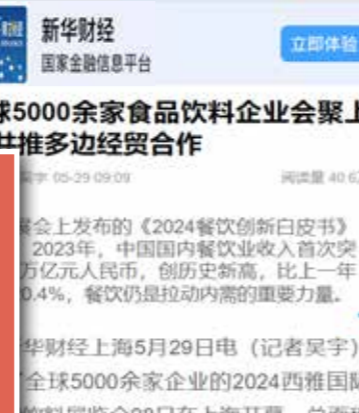 新华财经
国家金融信息平台
立即体验
球5000余家食品饮料企业会聚上
共推多边经贸合作
05-29 09:09
阅读量 40.6
会上发布的《2024餐饮创新白皮书》
2023年，中国国内餐饮业收入首次突
万亿元人民币，创历史新高，比上一年
0.4%，餐饮仍是拉动内需的重要力量。
华财经上海5月29日电（记者吴宇）
全球5000余家企业的2024西雅国际